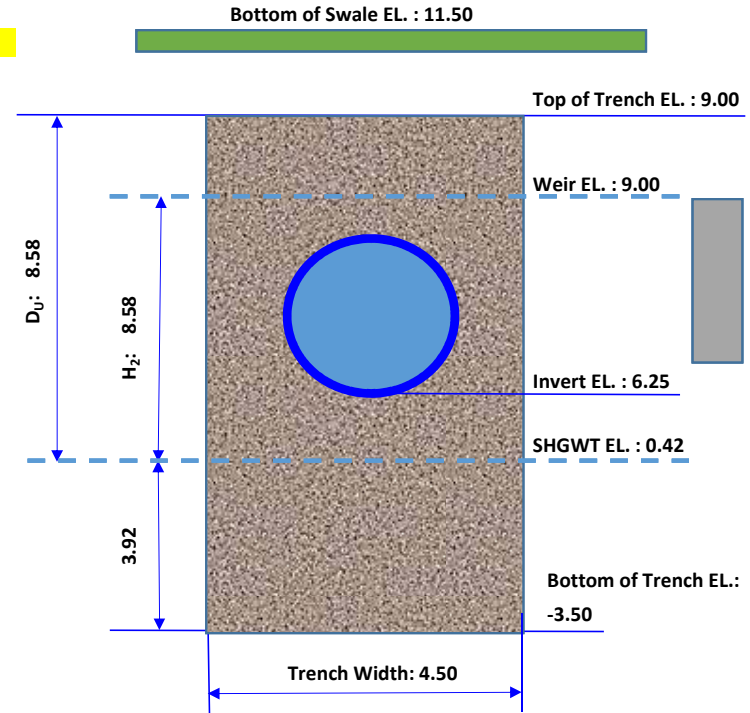 Bottom of Swale EL. : 11.50
Top of Trench EL. : 9.00
Weir EL. : 9.00
Dᵤ: 8.58
H₂: 8.58
Invert EL. : 6.25
SHGWT EL. : 0.42
3.92
Bottom of Trench EL.:
-3.50
Trench Width: 4.50